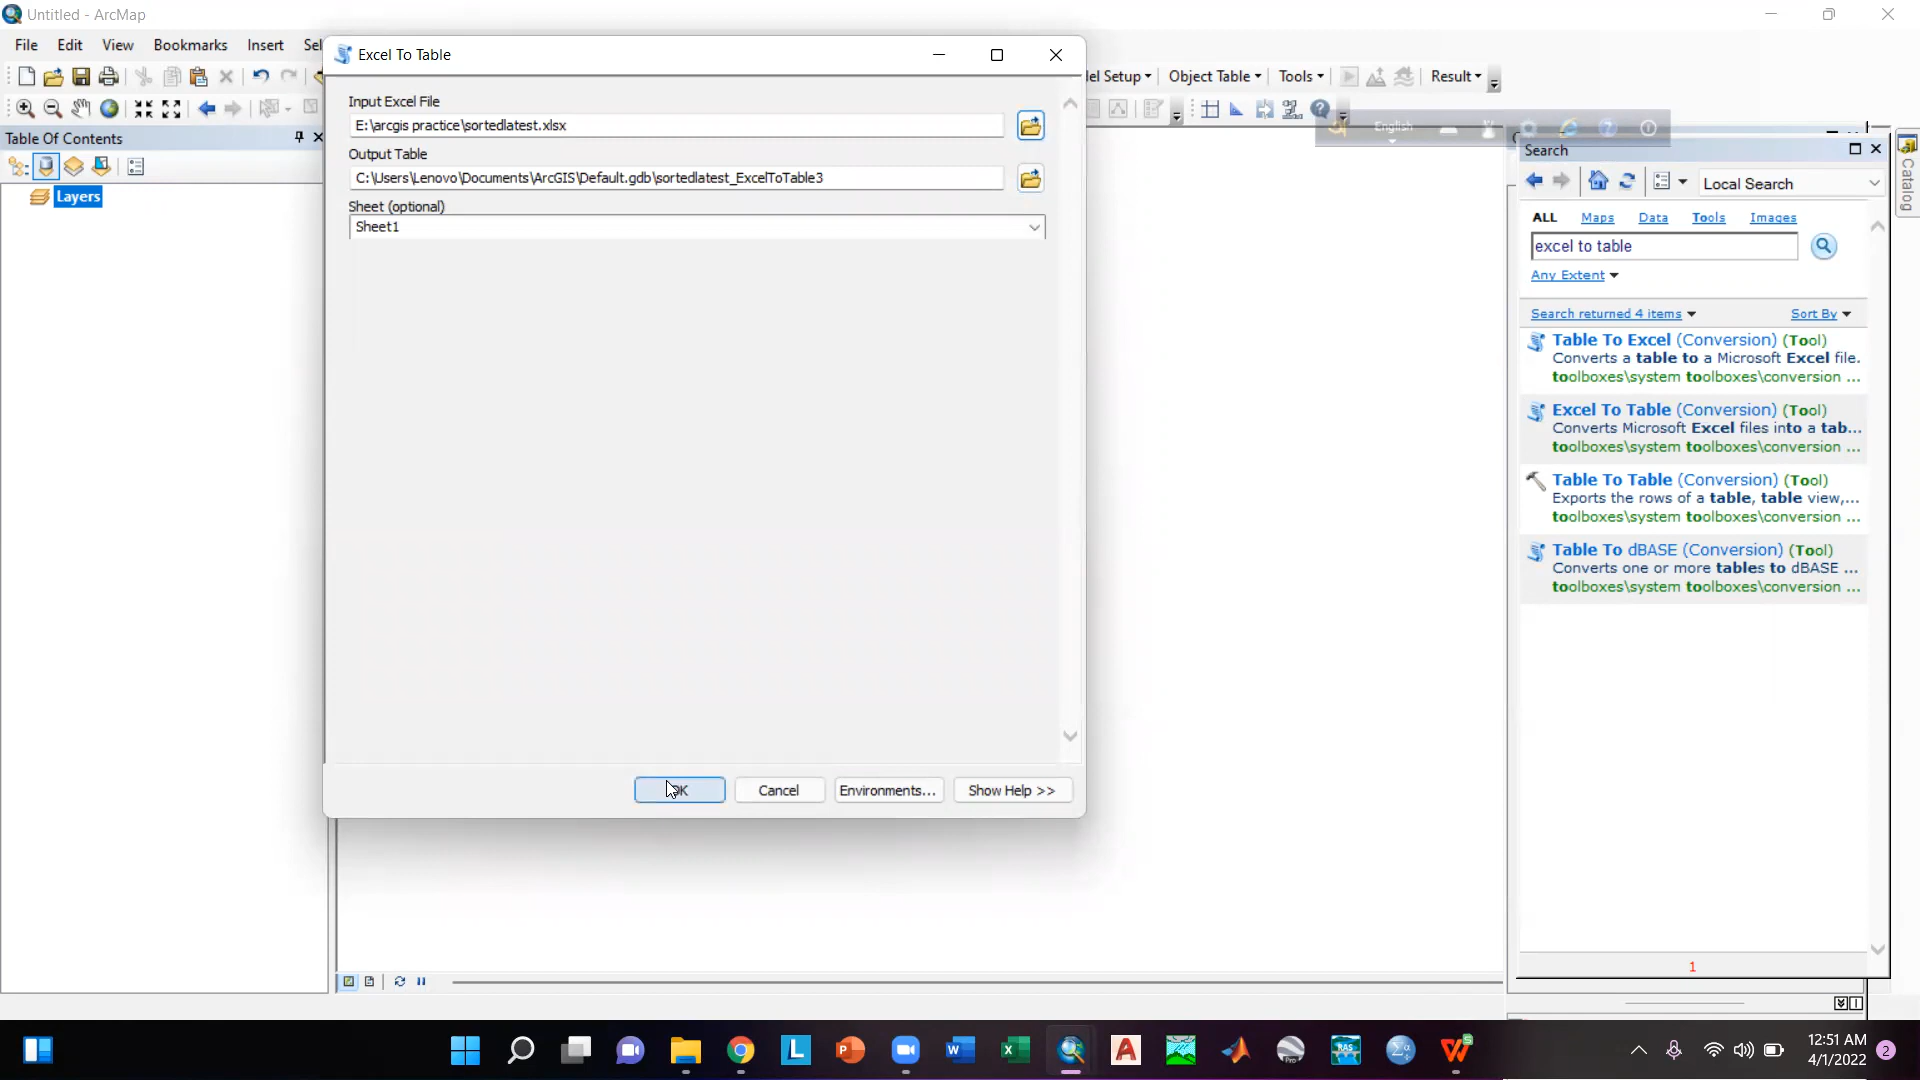 Untitled - ArcMap
File Edit View Bookmarks Insert Sel
Excel To Table
el Setup Object Table Tools Result
Input Excel File
E:\arcgis practice\sortedlatest.xlsx
Output Table
C:\Users\Lenovo\Documents\ArcGIS\Default.gdb\sortedlatest_ExcelToTable3
Sheet (optional)
Sheet1
OK Cancel Environments... Show Help >>
Table Of Contents
Layers
English
Search
Local Search
ALL Maps Data Tools Images
excel to table
Any Extent
Search returned 4 items Sort By
Table To Excel (Conversion) (Tool)
Converts a table to a Microsoft Excel file.
toolboxes\system toolboxes\conversion ...
Excel To Table (Conversion) (Tool)
Converts Microsoft Excel files into a tab...
toolboxes\system toolboxes\conversion ...
Table To Table (Conversion) (Tool)
Exports the rows of a table, table view,...
toolboxes\system toolboxes\conversion ...
Table To dBASE (Conversion) (Tool)
Converts one or more tables to dBASE ...
toolboxes\system toolboxes\conversion ...
1
Catalog
12:51 AM
4/1/2022
2